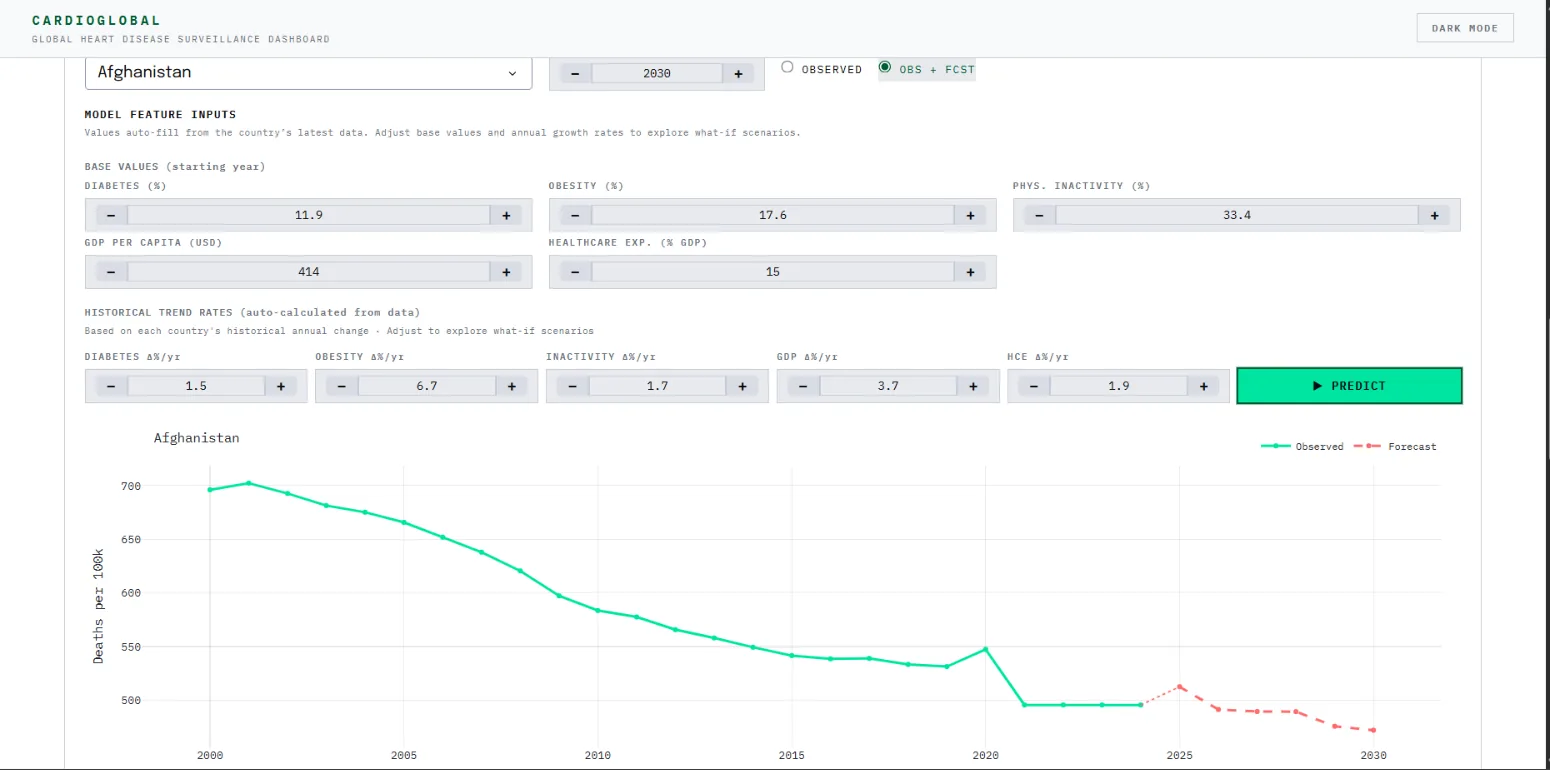 CARDIOGLOBAL
GLOBAL HEART DISEASE SURVEILLANCE DASHBOARD
DARK MODE
Afghanistan
− 2030 +
OBSERVED
OBS + FCST
MODEL FEATURE INPUTS
Values auto-fill from the country's latest data. Adjust base values and annual growth rates to explore what-if scenarios.
BASE VALUES (starting year)
DIABETES (%) OBESITY (%) PHYS. INACTIVITY (%)
− 11.9 + − 17.6 + − 33.4 +
GDP PER CAPITA (USD) HEALTHCARE EXP. (% GDP)
− 414 + − 15 +
HISTORICAL TREND RATES (auto-calculated from data)
Based on each country's historical annual change · Adjust to explore what-if scenarios
DIABETES Δ%/yr OBESITY Δ%/yr INACTIVITY Δ%/yr GDP Δ%/yr HCE Δ%/yr
− 1.5 + − 6.7 + − 1.7 + − 3.7 + − 1.9 + ▶ PREDICT
Afghanistan
Observed Forecast
Deaths per 100k
700
650
600
550
500
2000 2005 2010 2015 2020 2025 2030